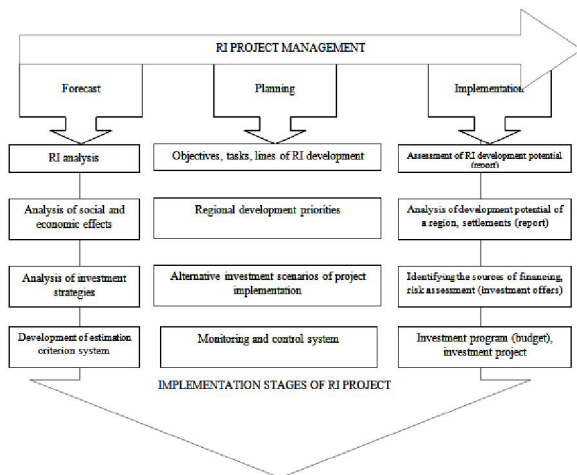 RI PROJECT MANAGEMENT
Forecast
Planning
Implementation
RI analysis
Objectives, tasks, lines of RI development
Assessment of RI development potential
(report)
Analysis of social and
economic effects
Regional development priorities
Analysis of development potential of
a region, settlements (report)
Analysis of investment
strategies
Alternative investment scenarios of project
implementation
Identifying the sources of financing,
risk assessment (investment offers)
Development of estimation
criterion system
Monitoring and control system
Investment program (budget),
investment project
IMPLEMENTATION STAGES OF RI PROJECT